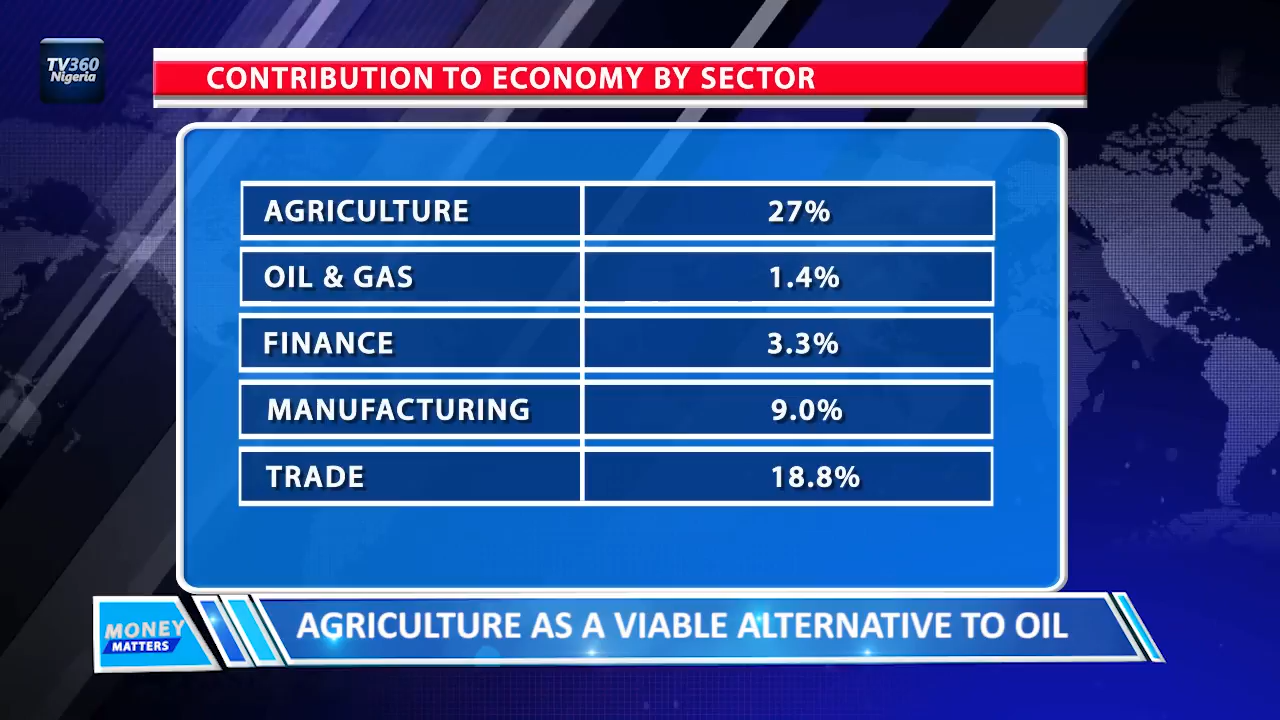 TV360
Nigeria
CONTRIBUTION TO ECONOMY BY SECTOR
AGRICULTURE 27%
OIL & GAS 1.4%
FINANCE 3.3%
MANUFACTURING 9.0%
TRADE 18.8%
MONEY
MATTERS
AGRICULTURE AS A VIABLE ALTERNATIVE TO OIL